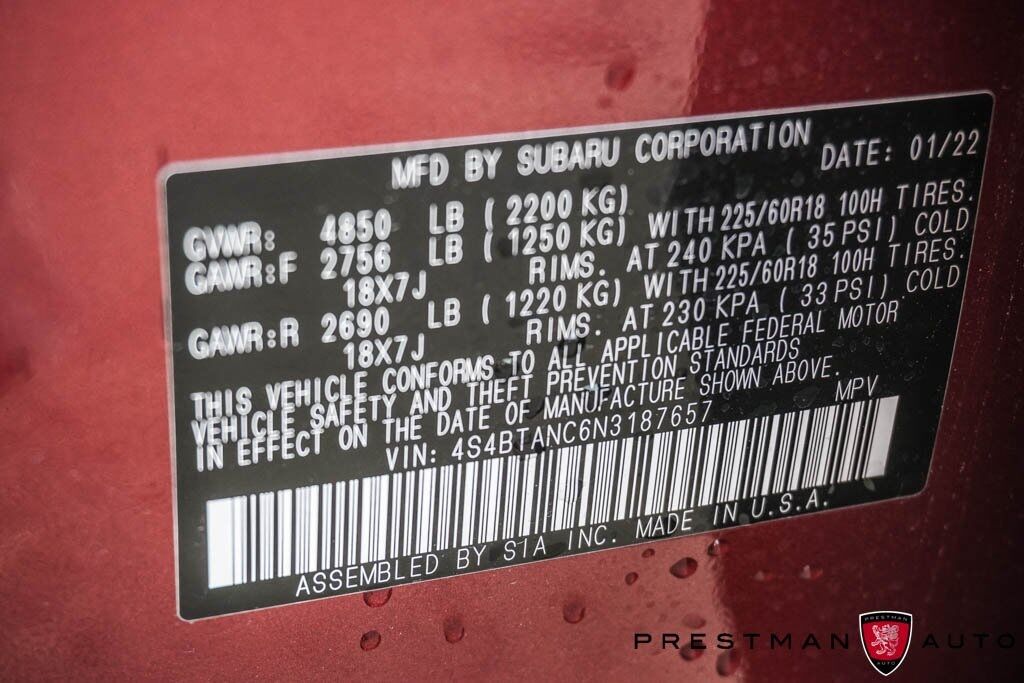 MFD BY SUBARU CORPORATION DATE: 01/22
GVWR: 4850 LB ( 2200 KG)
GAWR:F 2756 LB ( 1250 KG) WITH 225/60R18 100H TIRES.
18X7J RIMS. AT 240 KPA ( 35 PSI) COLD
GAWR:R 2690 LB ( 1220 KG) WITH 225/60R18 100H TIRES.
18X7J RIMS. AT 230 KPA ( 33 PSI) COLD
THIS VEHICLE CONFORMS TO ALL APPLICABLE FEDERAL MOTOR
VEHICLE SAFETY AND THEFT PREVENTION STANDARDS
IN EFFECT ON THE DATE OF MANUFACTURE SHOWN ABOVE.
VIN: 4S4BTANC6N3187657 MPV
ASSEMBLED BY SIA INC. MADE IN U.S.A.
PRESTMAN AUTO
PRESTMAN
AUTO